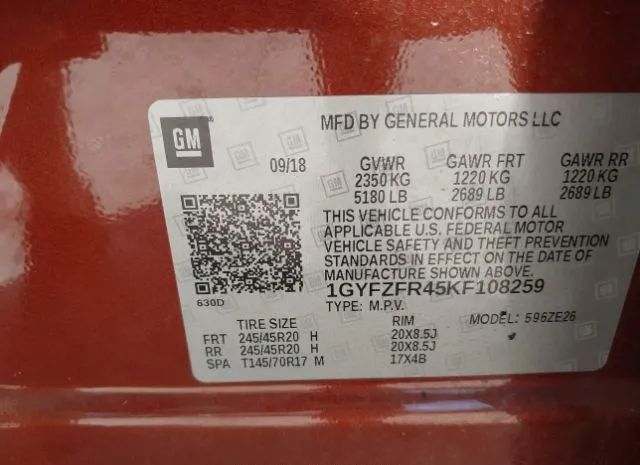 GM
MFD BY GENERAL MOTORS LLC
09/18 GVWR GAWR FRT GAWR RR
2350 KG 1220 KG 1220 KG
5180 LB 2689 LB 2689 LB
THIS VEHICLE CONFORMS TO ALL
APPLICABLE U.S. FEDERAL MOTOR
VEHICLE SAFETY AND THEFT PREVENTION
STANDARDS IN EFFECT ON THE DATE OF
MANUFACTURE SHOWN ABOVE.
630D
1GYFZFR45KF108259
TYPE: M.P.V.
TIRE SIZE RIM MODEL: 596ZE26
FRT 245/45R20 H 20X8.5J
RR 245/45R20 H 20X8.5J
SPA T145/70R17 M 17X4B